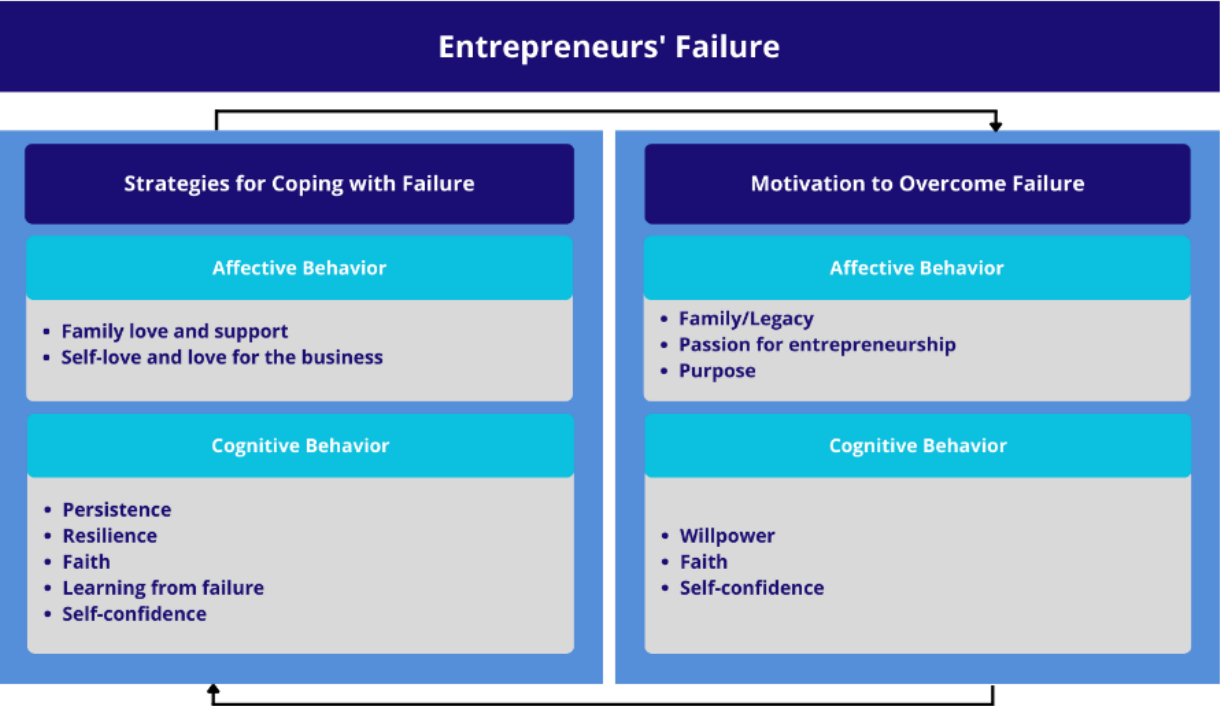 Entrepreneurs' Failure
Strategies for Coping with Failure
Affective Behavior
▪ Family love and support
▪ Self-love and love for the business
Cognitive Behavior
• Persistence
• Resilience
• Faith
• Learning from failure
• Self-confidence
Motivation to Overcome Failure
Affective Behavior
• Family/Legacy
• Passion for entrepreneurship
• Purpose
Cognitive Behavior
• Willpower
• Faith
• Self-confidence